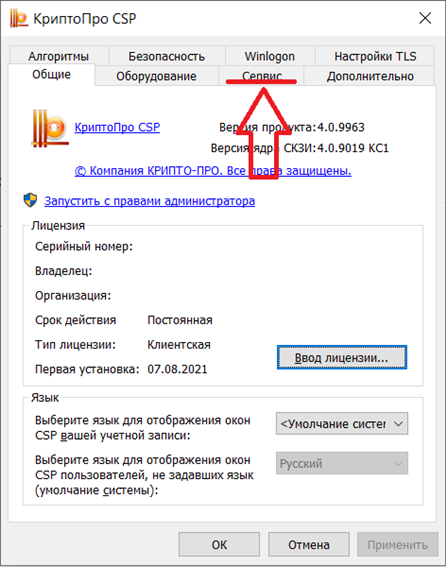 КриптоПро CSP
Алгоритмы Безопасность Winlogon Настройки TLS
Общие Оборудование Сервис Дополнительно
КриптоПро CSP Версия продукта:4.0.9963
Версия ядра СКЗИ:4.0.9019 КС1
© Компания КРИПТО-ПРО. Все права защищены.
Запустить с правами администратора
Лицензия
Серийный номер:
Владелец:
Организация:
Срок действия Постоянная
Тип лицензии: Клиентская
Ввод лицензии...
Первая установка: 07.08.2021
Язык
Выберите язык для отображения окон
CSP вашей учетной записи:
<Умолчание систем
Выберите язык для отображения окон
CSP пользователей, не задавших язык
(умолчание системы):
Русский
ОК Отмена Применить